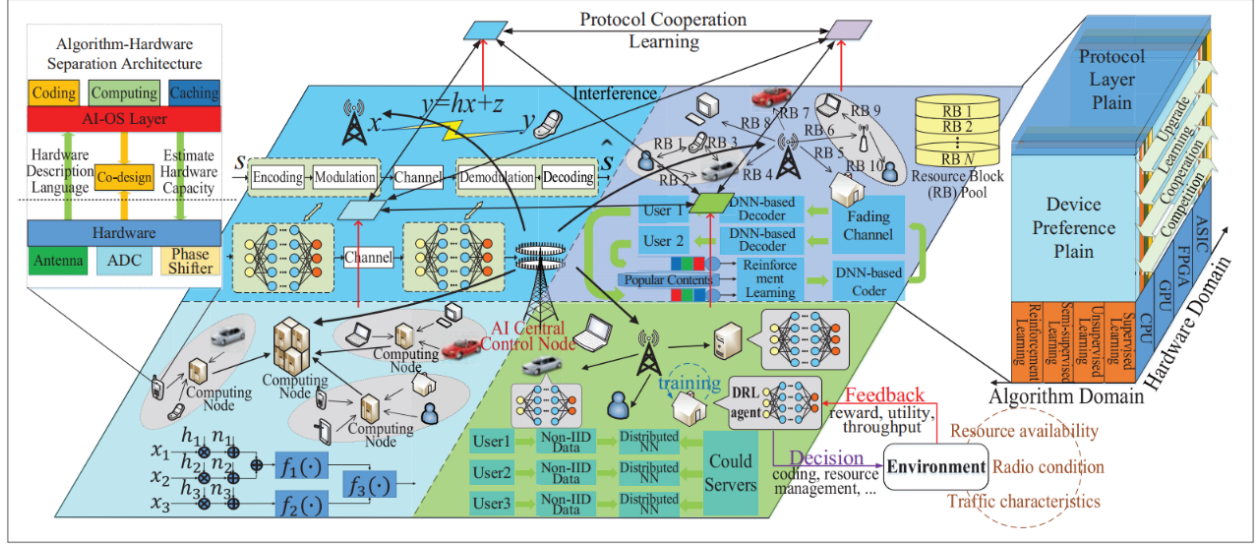 Protocol Cooperation
Learning
Algorithm-Hardware
Separation Architecture
Coding
Computing
Caching
AI-OS Layer
Hardware
Description
Language
Co-design
Estimate
Hardware
Capacity
Hardware
Antenna
ADC
Phase
Shifter
y=hx+z
x
y
Interference
S
Encoding
Modulation
Channel
Demodulation
Decoding
ŝ
Channel
RB 1
RB 2
RB 3
RB 4
RB 5
RB 6
RB 7
RB 8
RB 9
RB 10
RB 1
RB 2
RB N
Resource Block
(RB) Pool
User 1
DNN-based
Decoder
Fading
Channel
User 2
DNN-based
Decoder
Popular Contents
Reinforce
ment
Learning
DNN-based
Coder
Computing
Node
Computing
Node
Computing
Node
Computing
Node
x₁
h₁
n₁
x₂
h₂
n₂
x₃
h₃
n₃
f₁(·)
f₂(·)
f₃(·)
AI Central
Control Node
training
DRL
agent
User1
Non-IID
Data
Distributed
NN
User2
Non-IID
Data
Distributed
NN
User3
Non-IID
Data
Distributed
NN
Could
Servers
Feedback
reward, utility,
throughput
Decision
coding, resource
management, ...
Environment
Resource availability
Radio condition
Traffic characteristics
Protocol
Layer
Plain
Device
Preference
Plain
Upgrade
Learning
Cooperation
Competition
ASIC
FPGA
GPU
CPU
Hardware Domain
Reinforcement
Learning
Semi-supervised
Learning
Unsupervised
Learning
Supervised
Learning
Algorithm Domain